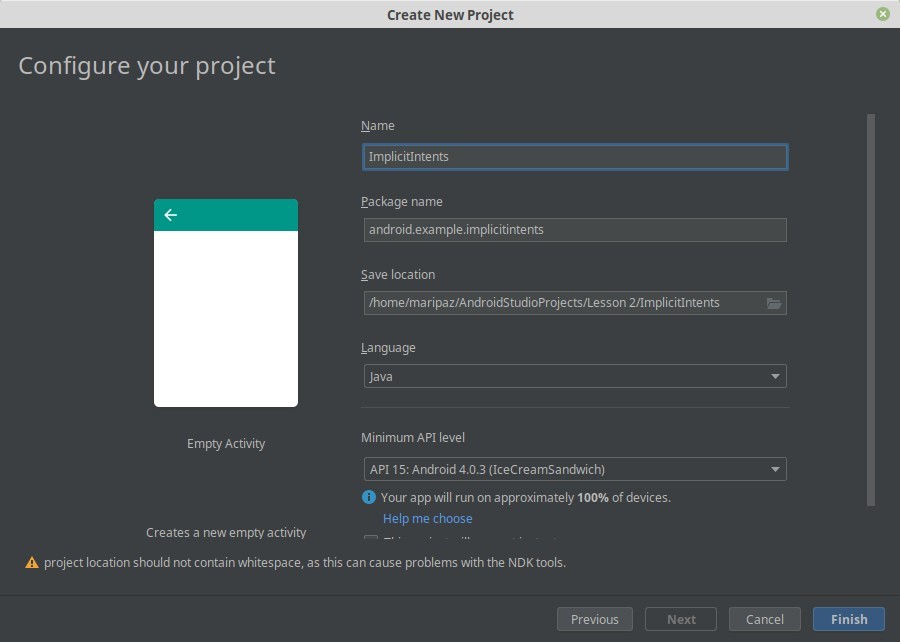 Create New Project
Configure your project
Name
ImplicitIntents
Package name
android.example.implicitintents
Save location
/home/maripaz/AndroidStudioProjects/Lesson 2/ImplicitIntents
Language
Java
Empty Activity
Minimum API level
API 15: Android 4.0.3 (IceCreamSandwich)
Your app will run on approximately 100% of devices.
Help me choose
Creates a new empty activity
project location should not contain whitespace, as this can cause problems with the NDK tools.
Previous
Next
Cancel
Finish